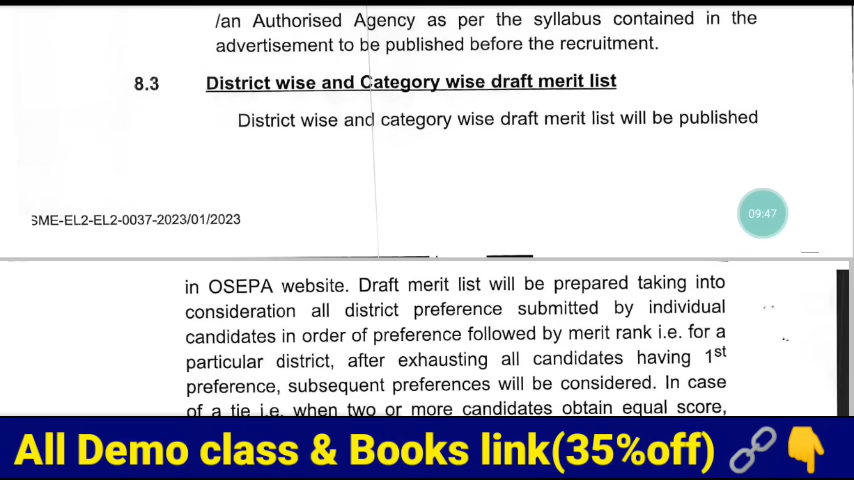 /an Authorised Agency as per the syllabus contained in the
advertisement to be published before the recruitment.
8.3 District wise and Category wise draft merit list
District wise and category wise draft merit list will be published
SME-EL2-EL2-0037-2023/01/2023
09:47
in OSEPA website. Draft merit list will be prepared taking into
consideration all district preference submitted by individual
candidates in order of preference followed by merit rank i.e. for a
particular district, after exhausting all candidates having 1st
preference, subsequent preferences will be considered. In case
of a tie i.e. when two or more candidates obtain equal score,
All Demo class & Books link(35%off) 🔗👇